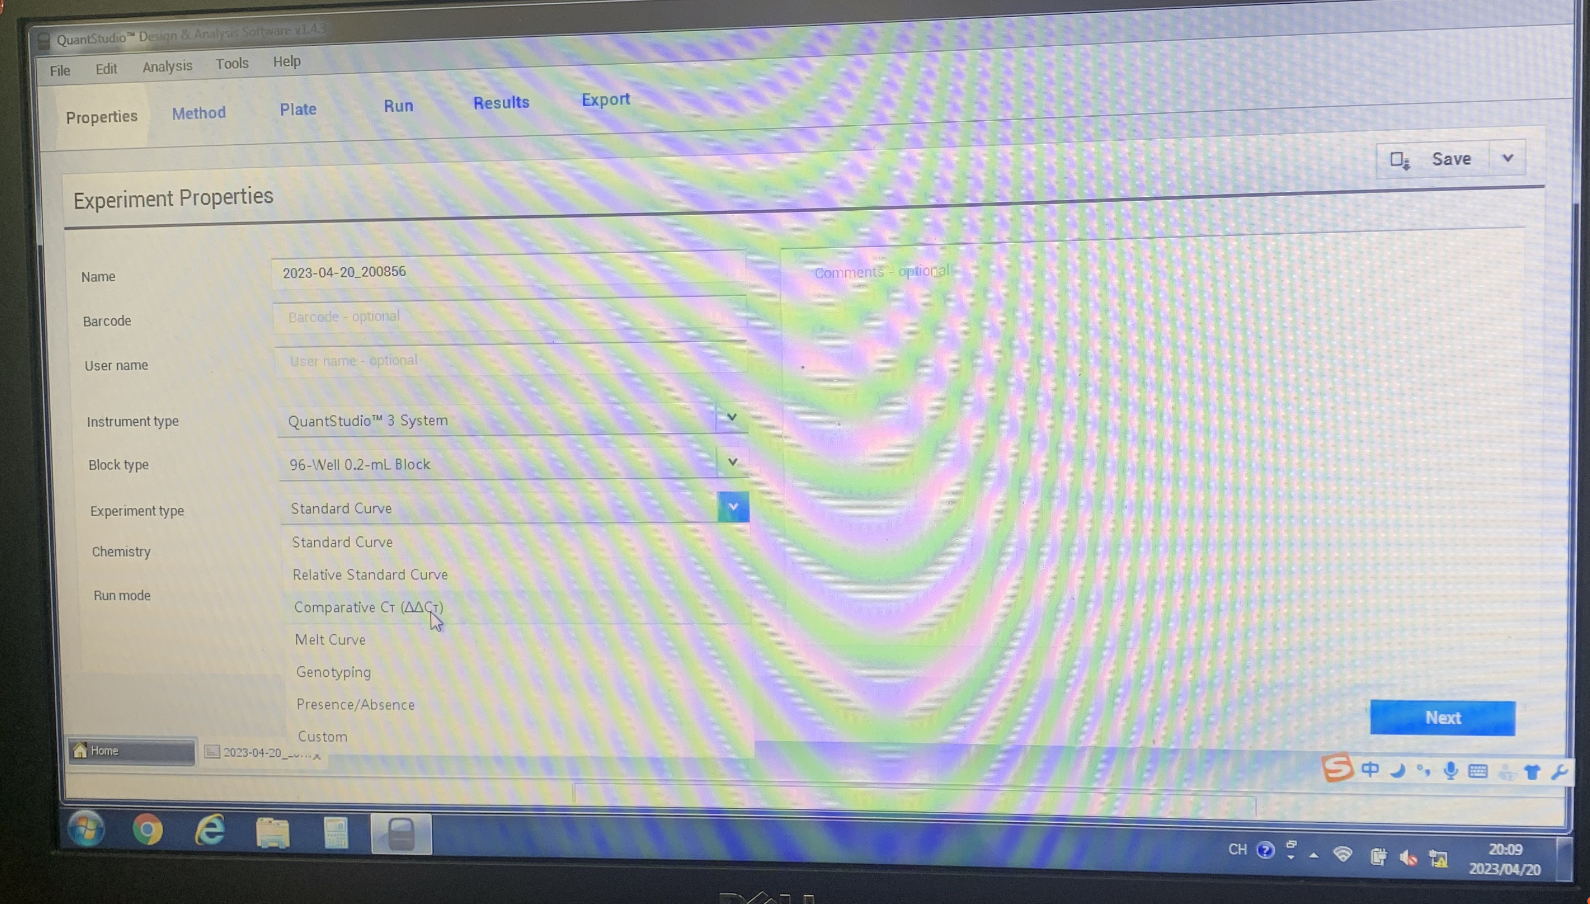 QuantStudio™ Design & Analysis Software v1.4.3
File Edit Analysis Tools Help
Properties Method Plate Run Results Export
Save
Experiment Properties
Name 2023-04-20_200856
Comments - optional
Barcode Barcode - optional
User name User name - optional
Instrument type QuantStudio™ 3 System
Block type 96-Well 0.2-mL Block
Experiment type Standard Curve
Standard Curve
Chemistry
Relative Standard Curve
Run mode
Comparative Cᴛ (ΔΔCᴛ)
Melt Curve
Genotyping
Presence/Absence
Custom
Next
Home 2023-04-20_
中
CH 20:09
2023/04/20